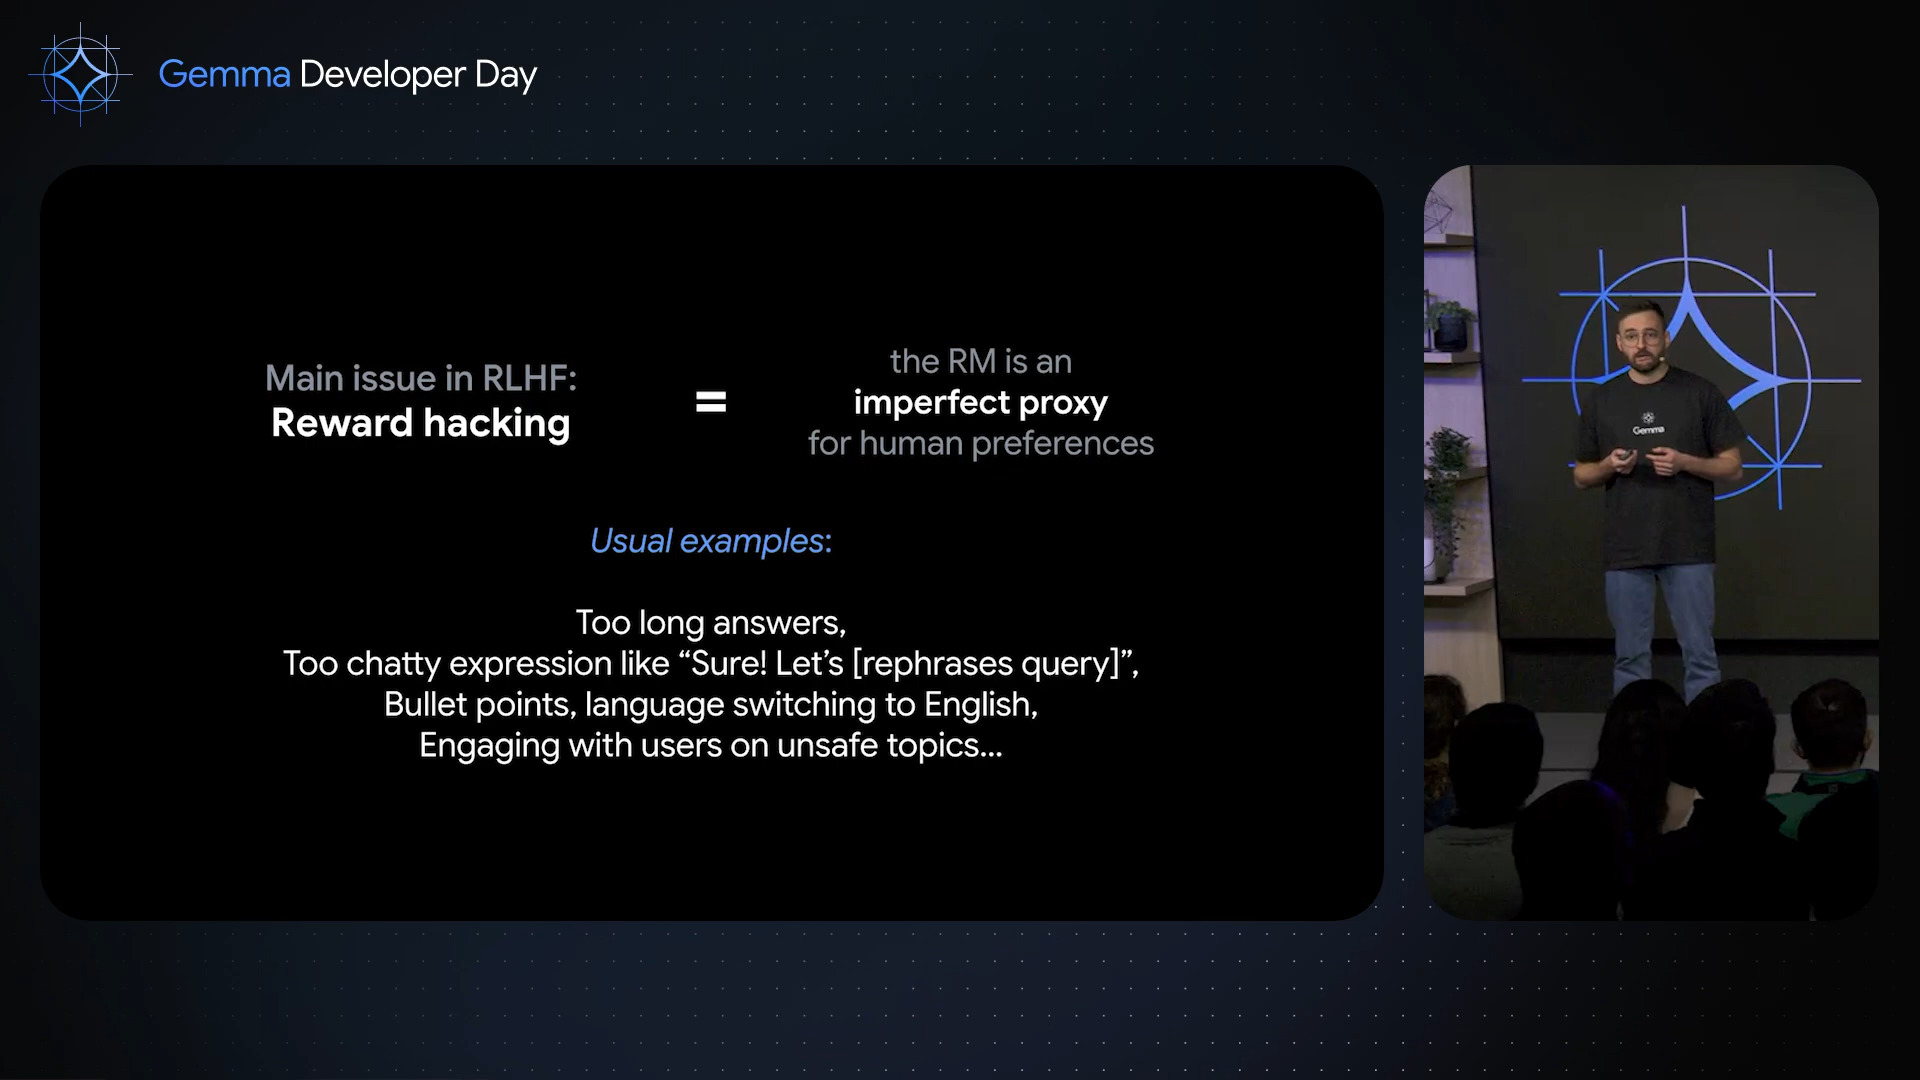 Gemma Developer Day
Main issue in RLHF:
Reward hacking
=
the RM is an
imperfect proxy
for human preferences
Usual examples:
Too long answers,
Too chatty expression like “Sure! Let’s [rephrases query]”,
Bullet points, language switching to English,
Engaging with users on unsafe topics...
Gemma